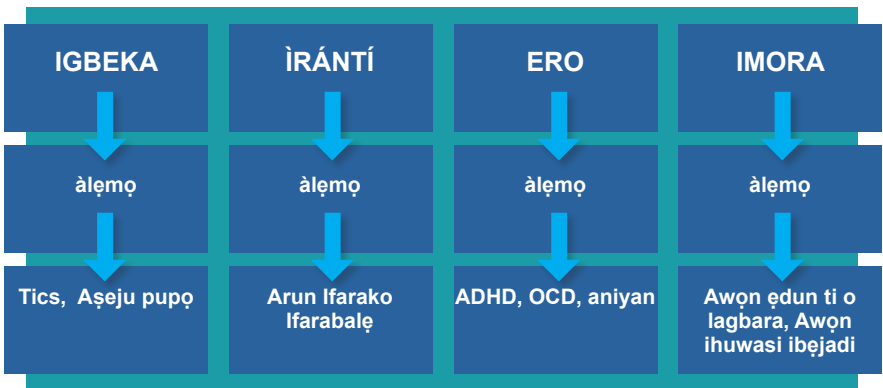 IGBEKA
ÌRÁNTÍ
ERO
IMORA
àlẹmọ
àlẹmọ
àlẹmọ
àlẹmọ
Tics, Aṣeju pupọ
Arun Ifarako
Ifarabalẹ
ADHD, OCD, aniyan
Awọn ẹdun ti o
lagbara, Awọn
ihuwasi ibẹjadi